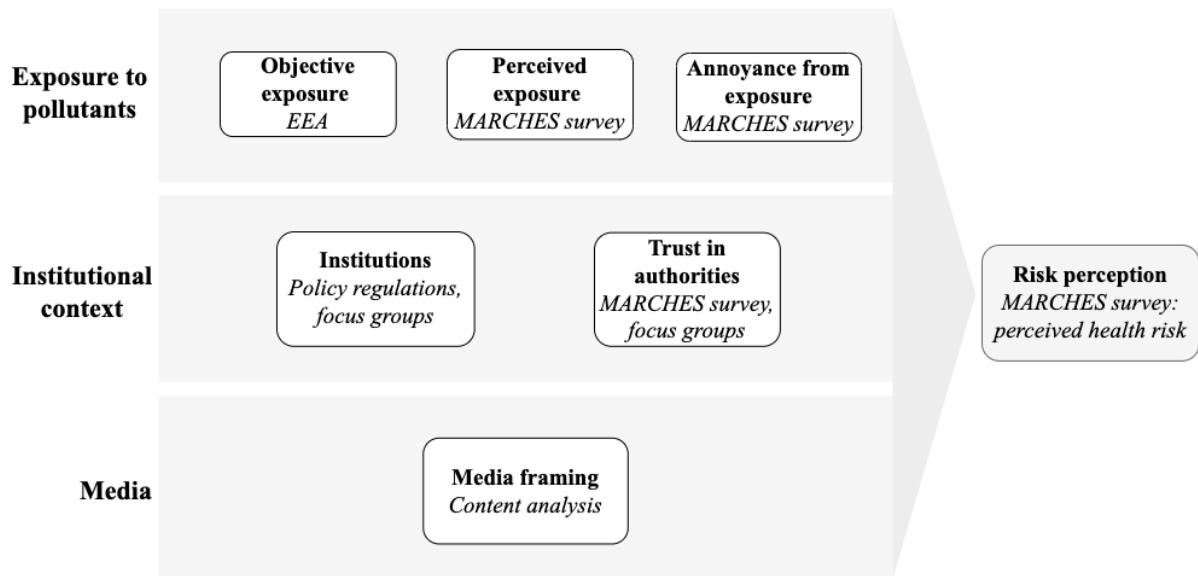 Exposure to
pollutants
Objective
exposure
EEA
Perceived
exposure
MARCHES survey
Annoyance from
exposure
MARCHES survey
Institutional
context
Institutions
Policy regulations,
focus groups
Trust in
authorities
MARCHES survey,
focus groups
Media
Media framing
Content analysis
Risk perception
MARCHES survey:
perceived health risk